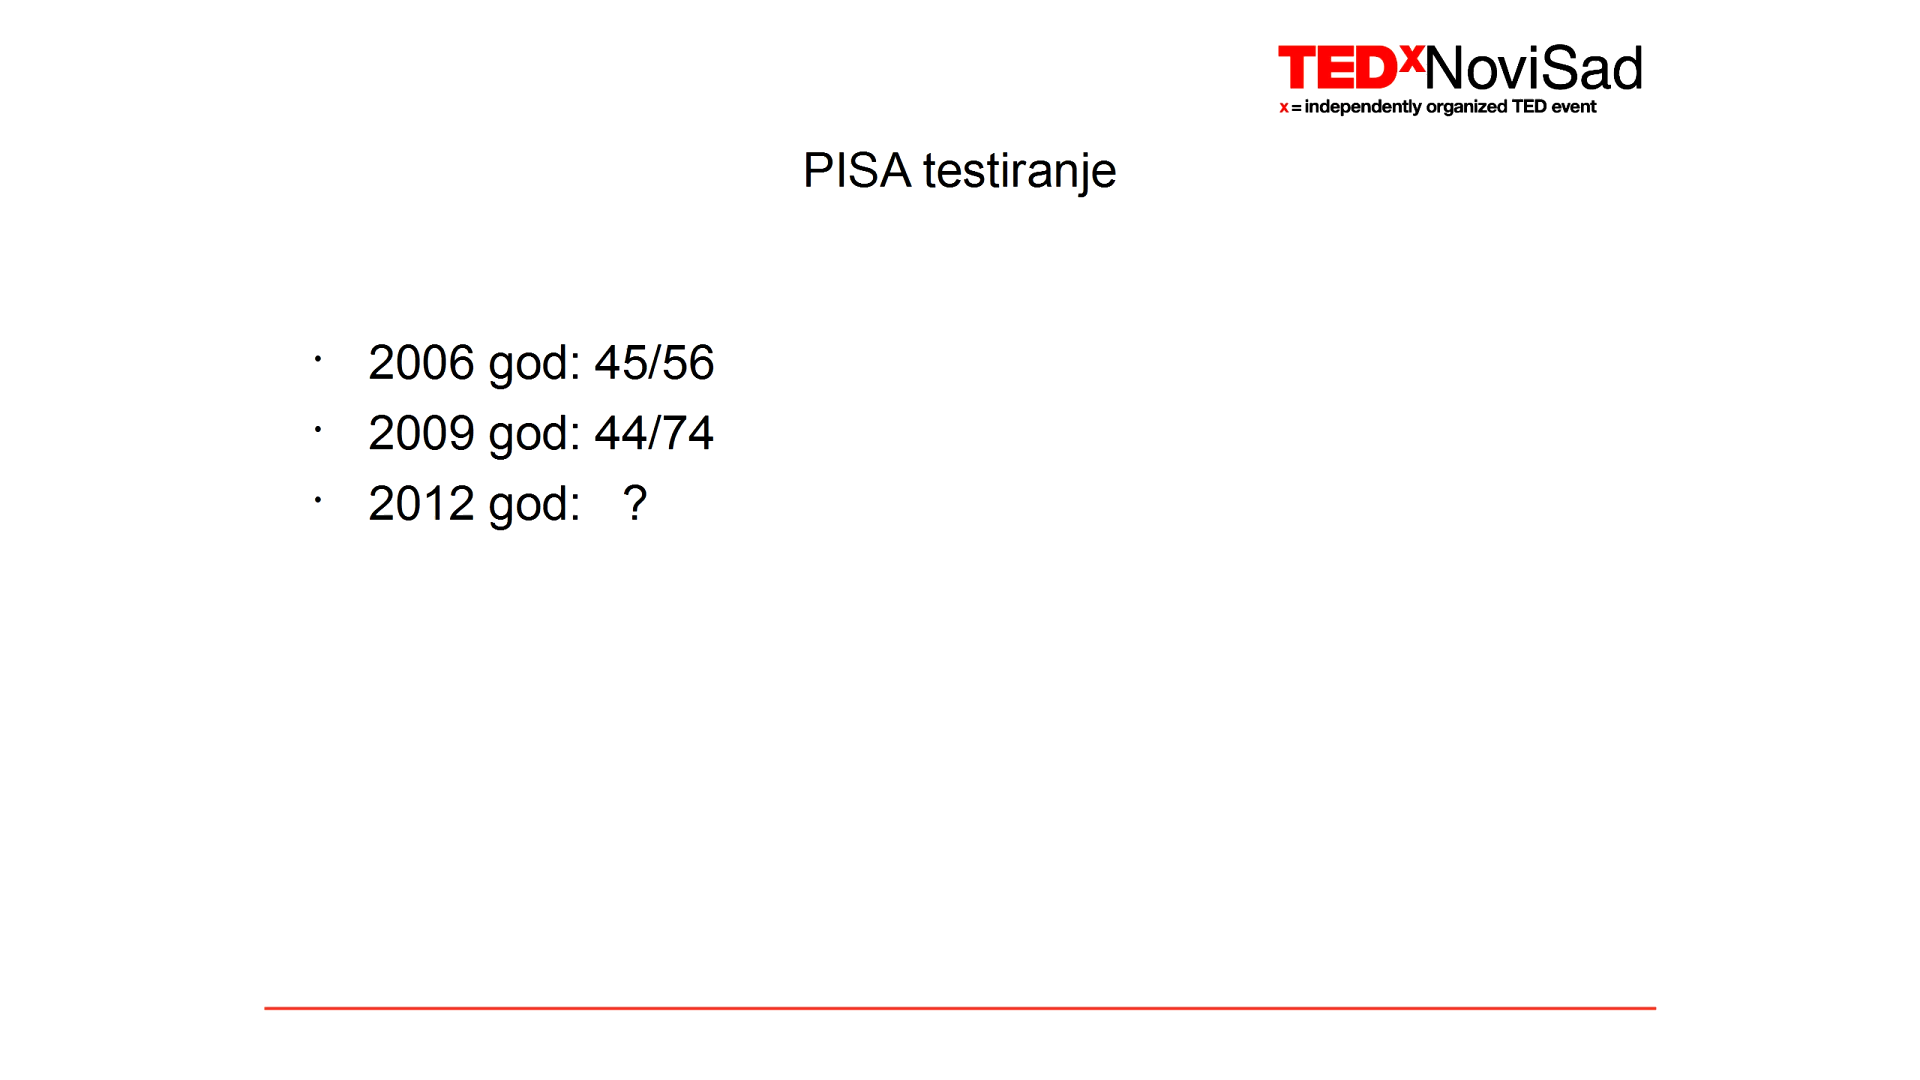 TEDxNoviSad
x = independently organized TED event
PISA testiranje
• 2006 god: 45/56
• 2009 god: 44/74
• 2012 god: ?